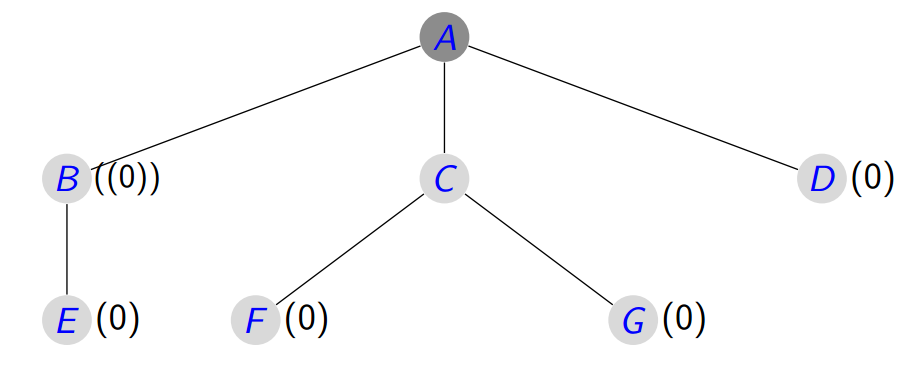 A
B ((0)) C D (0)
E (0) F (0) G (0)